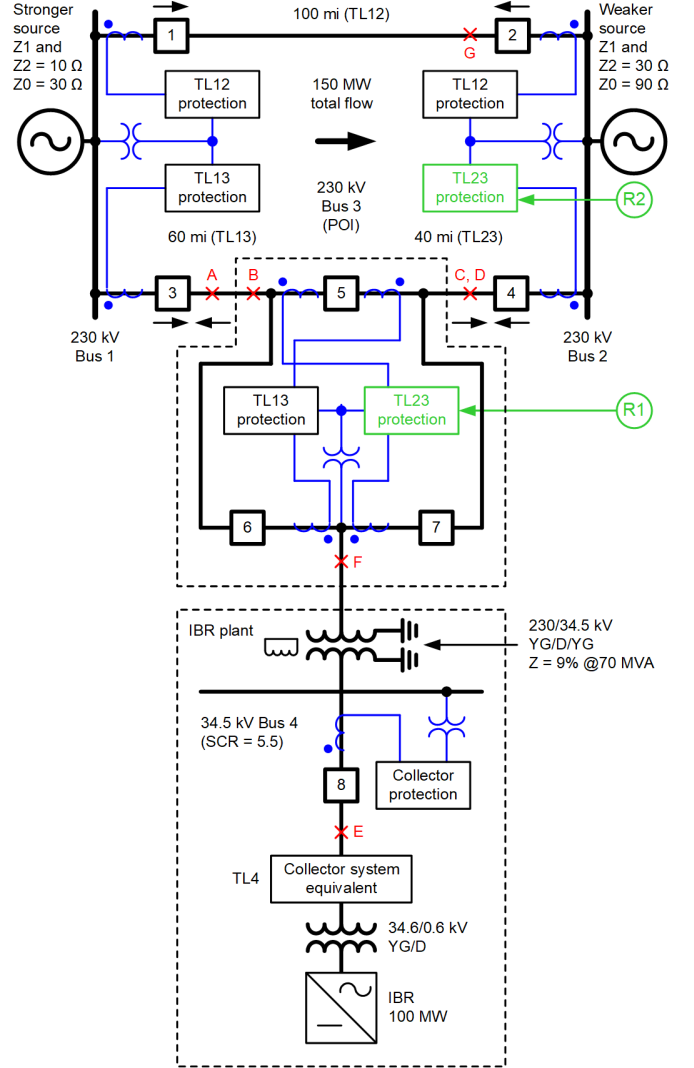 Stronger
source
Z1 and
Z2 = 10 Ω
Z0 = 30 Ω
100 mi (TL12)
Weaker
source
Z1 and
Z2 = 30 Ω
Z0 = 90 Ω
1
G
2
TL12
protection
150 MW
total flow
TL12
protection
TL13
protection
TL23
protection
R2
230 kV
Bus 3
(POI)
60 mi (TL13)
40 mi (TL23)
A
B
C, D
3
5
4
230 kV
Bus 1
230 kV
Bus 2
TL13
protection
TL23
protection
R1
6
7
F
IBR plant
230/34.5 kV
YG/D/YG
Z = 9% @70 MVA
34.5 kV Bus 4
(SCR = 5.5)
8
Collector
protection
E
TL4
Collector system
equivalent
34.6/0.6 kV
YG/D
IBR
100 MW